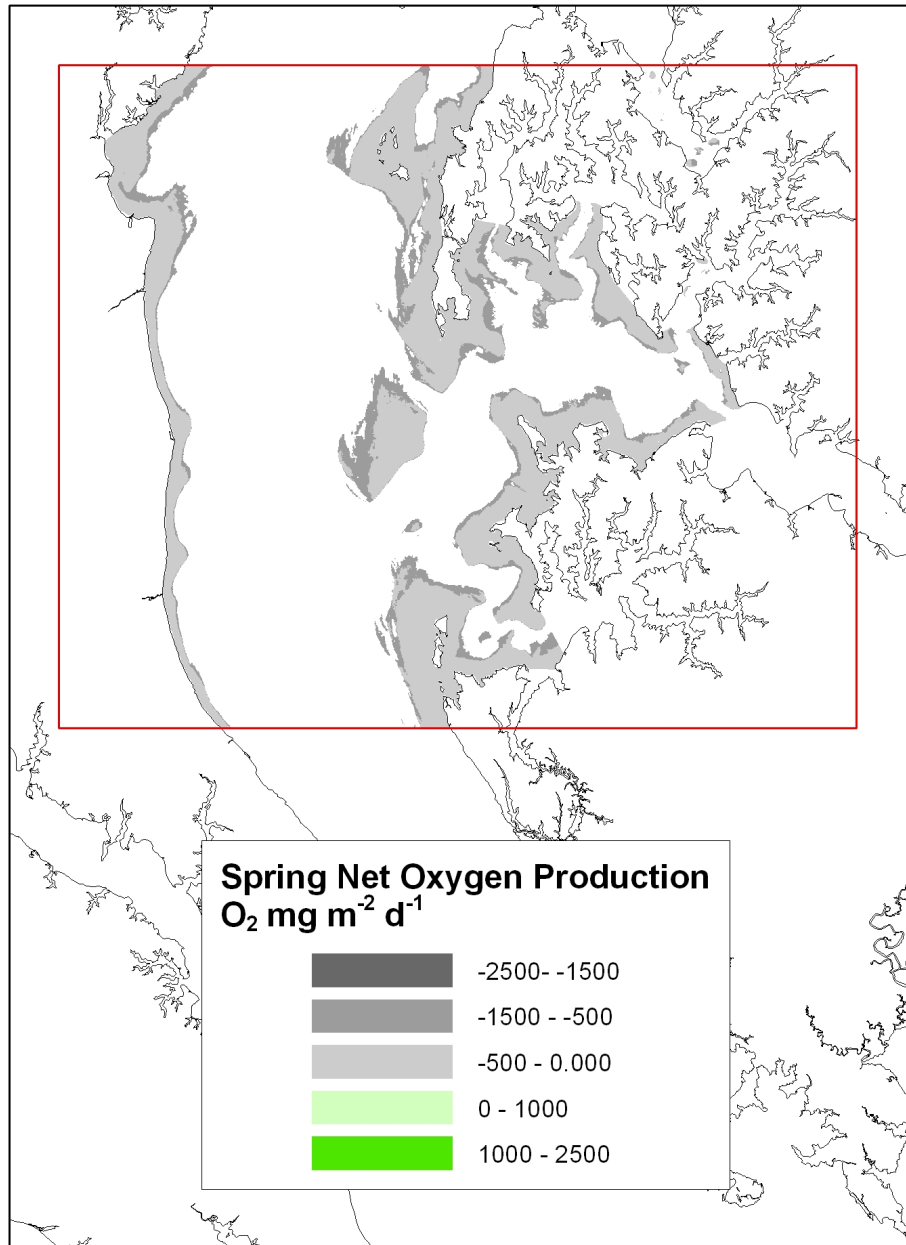 Spring Net Oxygen Production
O₂ mg m⁻² d⁻¹
-2500- -1500
-1500 - -500
-500 - 0.000
0 - 1000
1000 - 2500